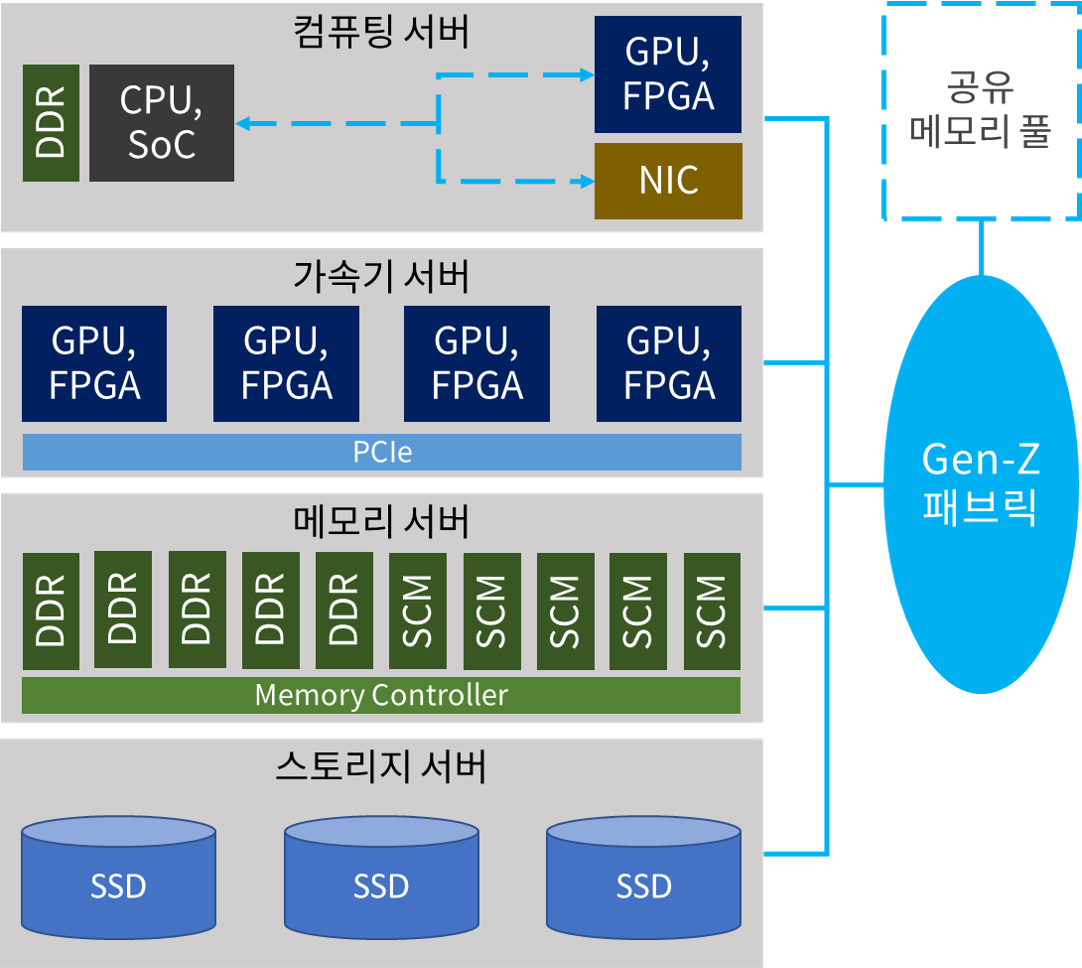 컴퓨팅 서버
DDR
CPU,
SoC
GPU,
FPGA
NIC
가속기 서버
GPU,
FPGA
GPU,
FPGA
GPU,
FPGA
GPU,
FPGA
PCIe
메모리 서버
DDR
DDR
DDR
DDR
DDR
SCM
SCM
SCM
SCM
SCM
Memory Controller
스토리지 서버
SSD
SSD
SSD
공유
메모리 풀
Gen-Z
패브릭